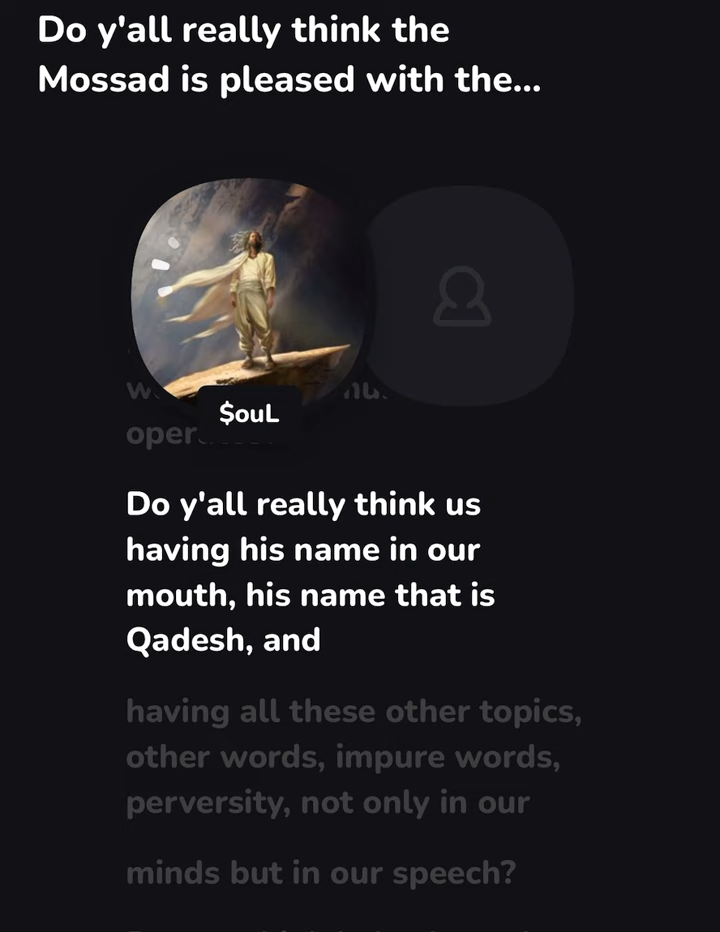 Do y'all really think the
Mossad is pleased with the...
$ouL
Do y'all really think us
having his name in our
mouth, his name that is
Qadesh, and
having all these other topics,
other words, impure words,
perversity, not only in our
minds but in our speech?